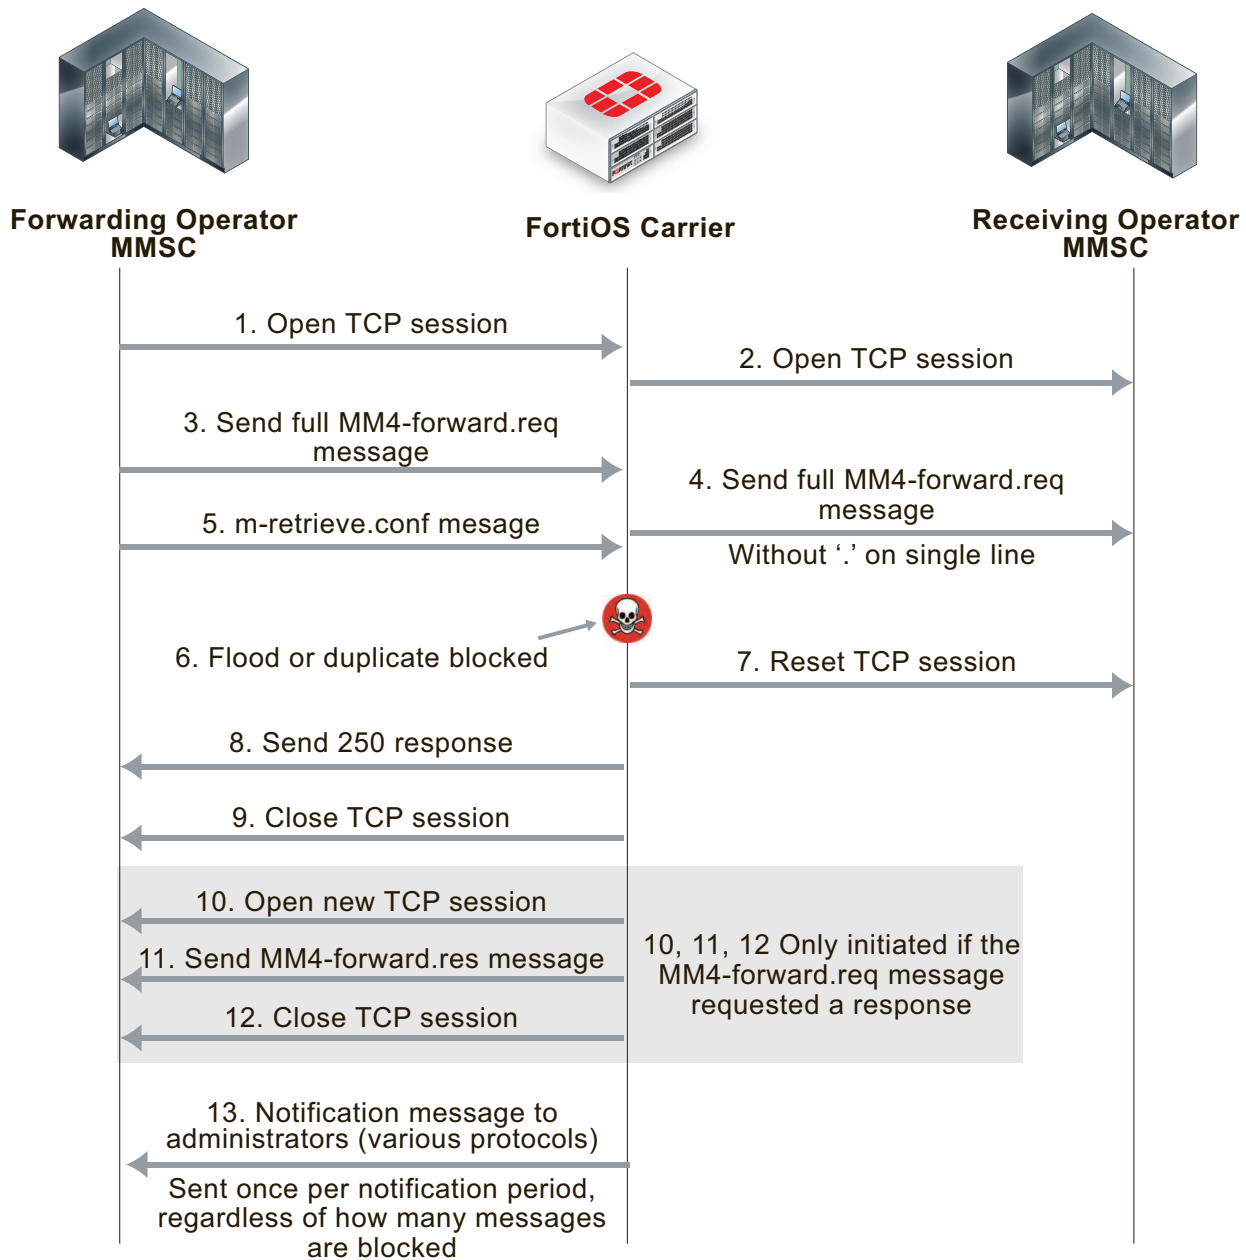 Forwarding Operator
MMSC
FortiOS Carrier
Receiving Operator
MMSC
1. Open TCP session
2. Open TCP session
3. Send full MM4-forward.req
message
4. Send full MM4-forward.req
message
5. m-retrieve.conf mesage
Without ‘.’ on single line
6. Flood or duplicate blocked
7. Reset TCP session
8. Send 250 response
9. Close TCP session
10. Open new TCP session
11. Send MM4-forward.res message
12. Close TCP session
10, 11, 12 Only initiated if the
MM4-forward.req message
requested a response
13. Notification message to
administrators (various protocols)
Sent once per notification period,
regardless of how many messages
are blocked